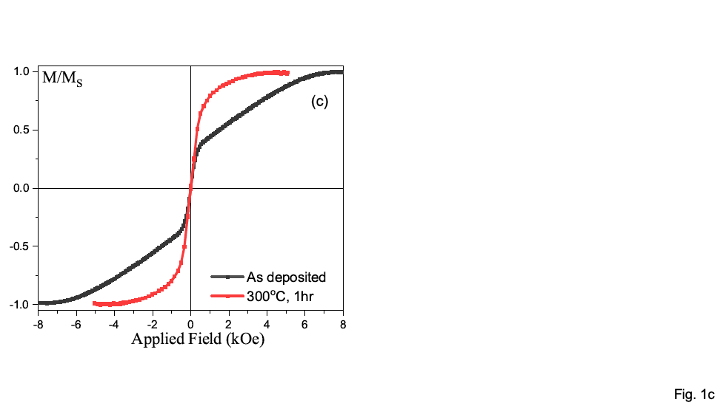 M/MS
(c)
1.0
0.5
0.0
-0.5
-1.0
As deposited
300°C, 1hr
-8 -6 -4 -2 0 2 4 6 8
Applied Field (kOe)
Fig. 1c